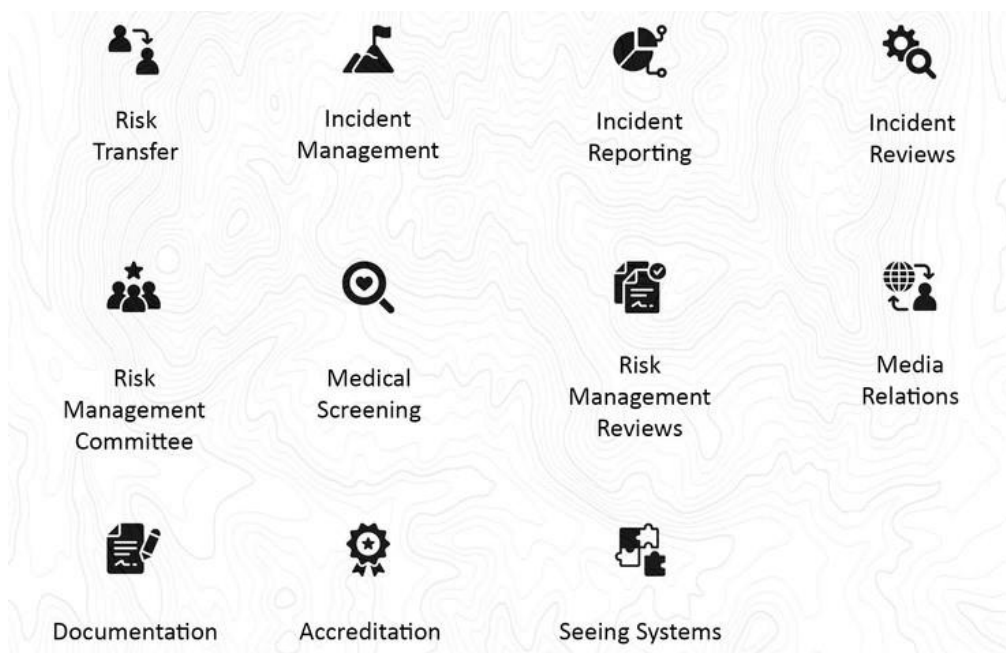 Risk
Transfer
Incident
Management
Incident
Reporting
Incident
Reviews
Risk
Management
Committee
Medical
Screening
Risk
Management
Reviews
Media
Relations
Documentation
Accreditation
Seeing Systems